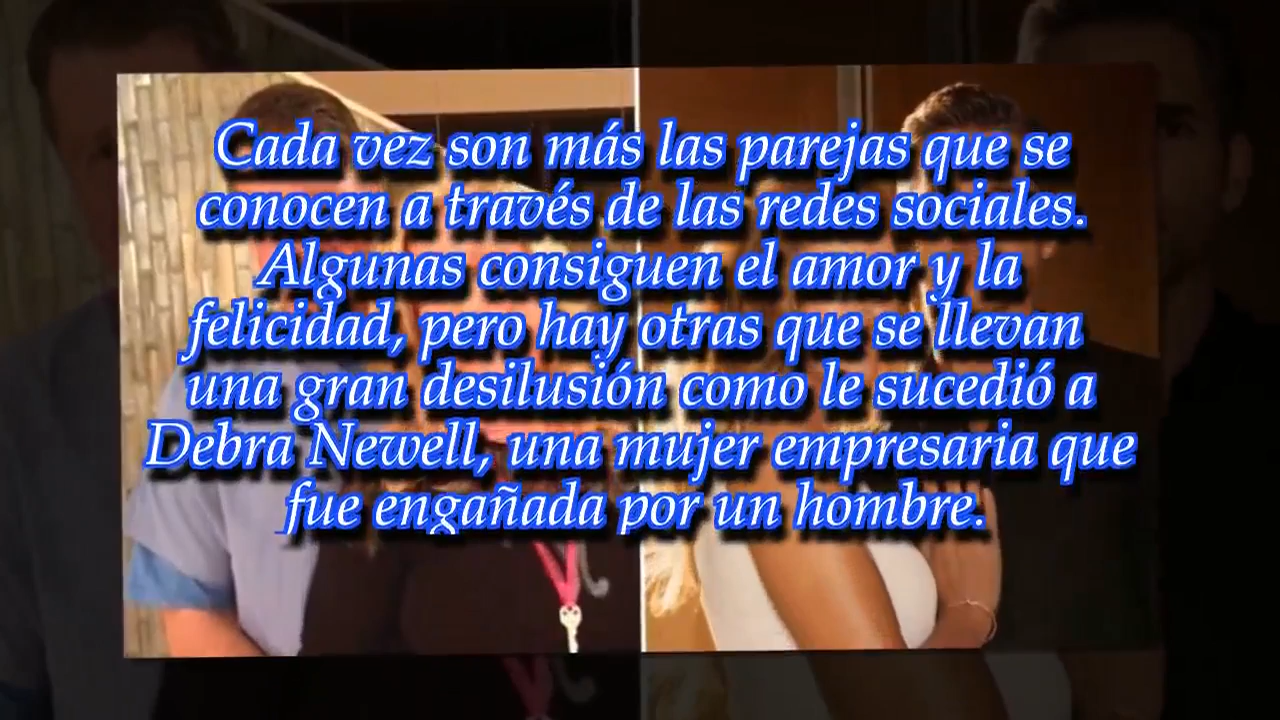 Cada vez son más las parejas que se
conocen a través de las redes sociales.
Algunas consiguen el amor y la
felicidad, pero hay otras que se llevan
una gran desilusión como le sucedió a
Debra Newell, una mujer empresaria que
fue engañada por un hombre.